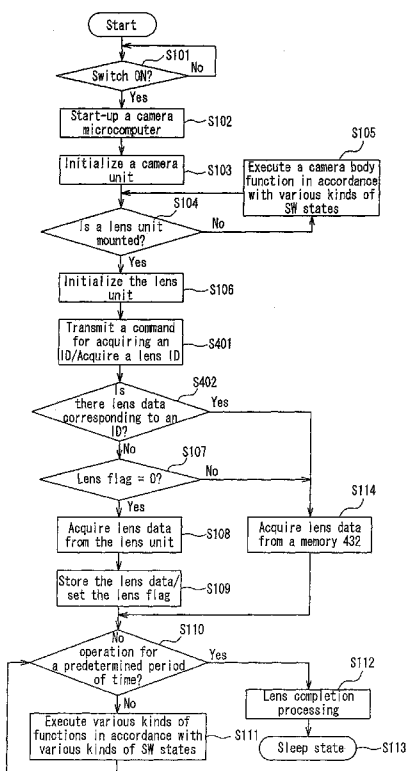 Start
S101
Switch ON?
No
Yes
Start-up a camera
microcomputer
S102
Initialize a camera
unit
S103
S105
Execute a camera body
function in accordance
with various kinds of
SW states
S104
Is a lens unit
mounted?
No
Yes
Initialize the lens
unit
S106
Transmit a command
for acquiring an
ID/Acquire a lens ID
S401
S402
Is
there lens data
corresponding to an
ID?
Yes
No
S107
Lens flag = 0?
No
Yes
S114
Acquire lens data
from the lens unit
S108
Acquire lens data
from a memory 432
Store the lens data/
set the lens flag
S109
S110
No
operation for
a predetermined period
of time?
Yes
No
S112
Lens completion
processing
Execute various kinds of
functions in accordance with
various kinds of SW states
S111
Sleep state
S113